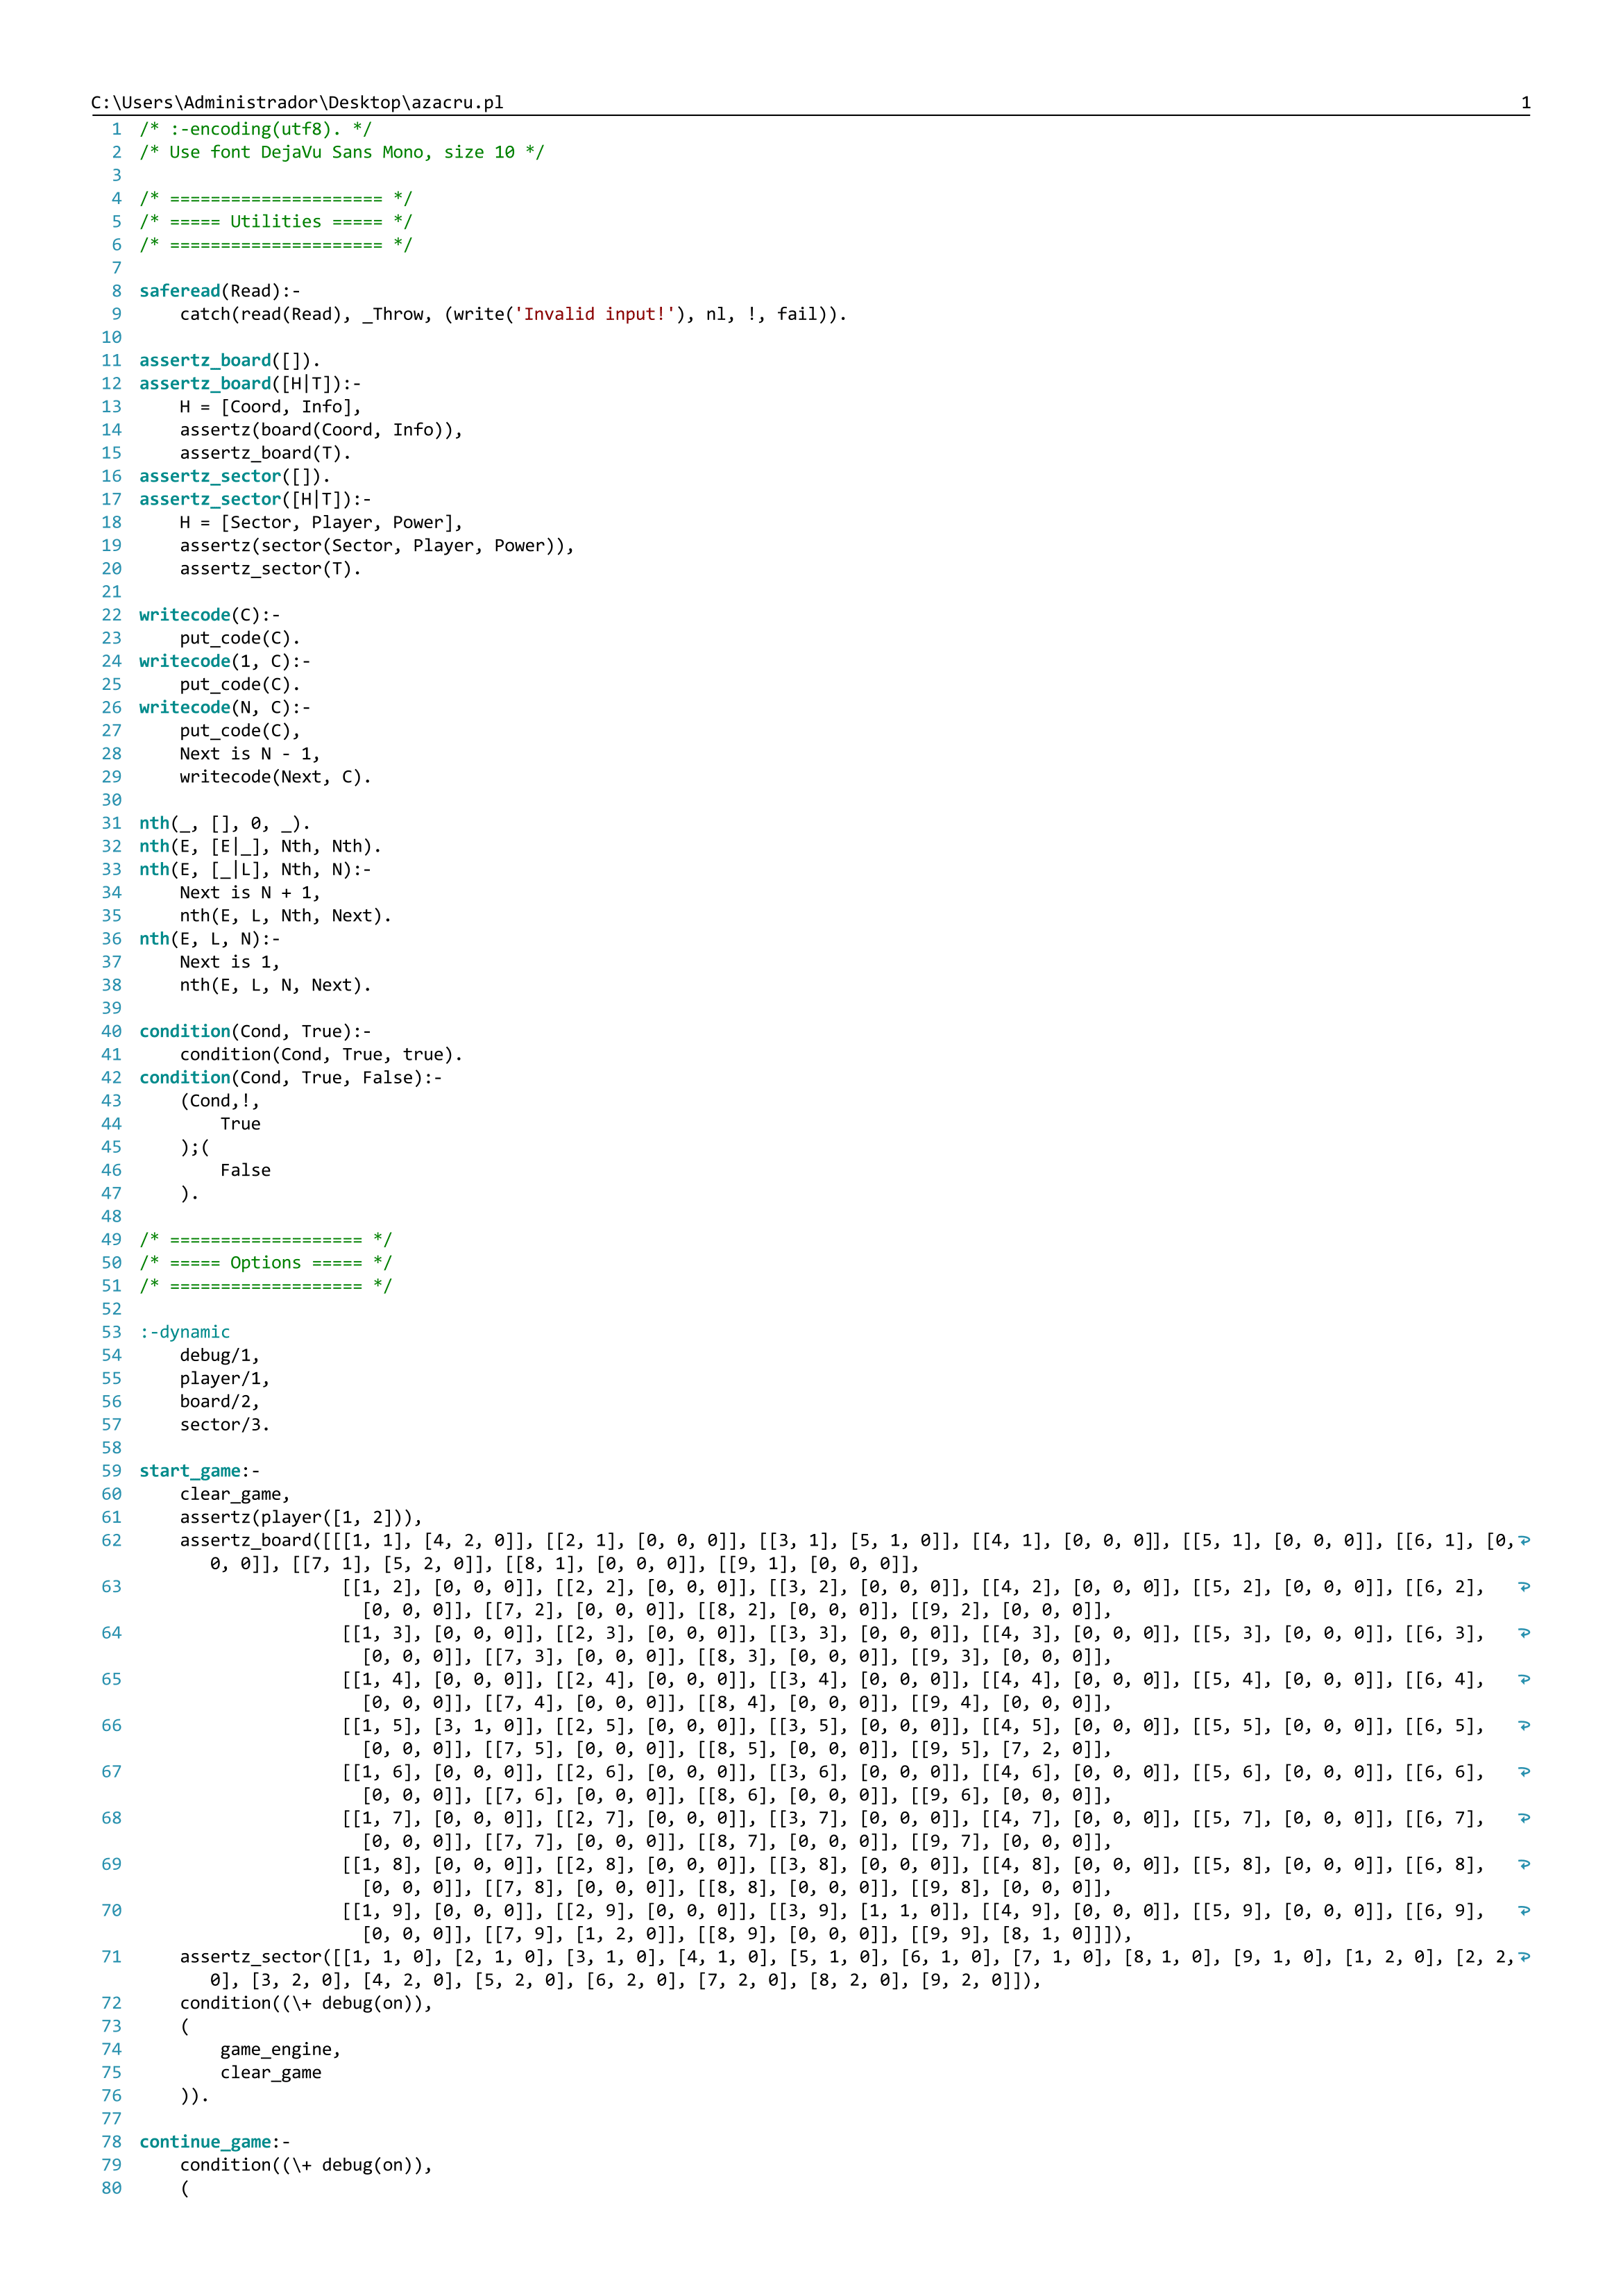 C:\Users\Administrador\Desktop\azacru.pl 1
1 /* :-encoding(utf8). */
2 /* Use font DejaVu Sans Mono, size 10 */
3
4 /* ===================== */
5 /* ===== Utilities ===== */
6 /* ===================== */
7
8 saferead(Read):-
9     catch(read(Read), _Throw, (write('Invalid input!'), nl, !, fail)).
10
11 assertz_board([]).
12 assertz_board([H|T]):-
13     H = [Coord, Info],
14     assertz(board(Coord, Info)),
15     assertz_board(T).
16 assertz_sector([]).
17 assertz_sector([H|T]):-
18     H = [Sector, Player, Power],
19     assertz(sector(Sector, Player, Power)),
20     assertz_sector(T).
21
22 writecode(C):-
23     put_code(C).
24 writecode(1, C):-
25     put_code(C).
26 writecode(N, C):-
27     put_code(C),
28     Next is N - 1,
29     writecode(Next, C).
30
31 nth(_, [], 0, _).
32 nth(E, [E|_], Nth, Nth).
33 nth(E, [_|L], Nth, N):-
34     Next is N + 1,
35     nth(E, L, Nth, Next).
36 nth(E, L, N):-
37     Next is 1,
38     nth(E, L, N, Next).
39
40 condition(Cond, True):-
41     condition(Cond, True, true).
42 condition(Cond, True, False):-
43     (Cond,!,
44         True
45     );(
46         False
47     ).
48
49 /* =================== */
50 /* ===== Options ===== */
51 /* =================== */
52
53 :-dynamic
54     debug/1,
55     player/1,
56     board/2,
57     sector/3.
58
59 start_game:-
60     clear_game,
61     assertz(player([1, 2])),
62     assertz_board([[[1, 1], [4, 2, 0]], [[2, 1], [0, 0, 0]], [[3, 1], [5, 1, 0]], [[4, 1], [0, 0, 0]], [[5, 1], [0, 0, 0]], [[6, 1], [0,
0, 0]], [[7, 1], [5, 2, 0]], [[8, 1], [0, 0, 0]], [[9, 1], [0, 0, 0]],
63     [[1, 2], [0, 0, 0]], [[2, 2], [0, 0, 0]], [[3, 2], [0, 0, 0]], [[4, 2], [0, 0, 0]], [[5, 2], [0, 0, 0]], [[6, 2],
[0, 0, 0]], [[7, 2], [0, 0, 0]], [[8, 2], [0, 0, 0]], [[9, 2], [0, 0, 0]],
64     [[1, 3], [0, 0, 0]], [[2, 3], [0, 0, 0]], [[3, 3], [0, 0, 0]], [[4, 3], [0, 0, 0]], [[5, 3], [0, 0, 0]], [[6, 3],
[0, 0, 0]], [[7, 3], [0, 0, 0]], [[8, 3], [0, 0, 0]], [[9, 3], [0, 0, 0]],
65     [[1, 4], [0, 0, 0]], [[2, 4], [0, 0, 0]], [[3, 4], [0, 0, 0]], [[4, 4], [0, 0, 0]], [[5, 4], [0, 0, 0]], [[6, 4],
[0, 0, 0]], [[7, 4], [0, 0, 0]], [[8, 4], [0, 0, 0]], [[9, 4], [0, 0, 0]],
66     [[1, 5], [3, 1, 0]], [[2, 5], [0, 0, 0]], [[3, 5], [0, 0, 0]], [[4, 5], [0, 0, 0]], [[5, 5], [0, 0, 0]], [[6, 5],
[0, 0, 0]], [[7, 5], [0, 0, 0]], [[8, 5], [0, 0, 0]], [[9, 5], [7, 2, 0]],
67     [[1, 6], [0, 0, 0]], [[2, 6], [0, 0, 0]], [[3, 6], [0, 0, 0]], [[4, 6], [0, 0, 0]], [[5, 6], [0, 0, 0]], [[6, 6],
[0, 0, 0]], [[7, 6], [0, 0, 0]], [[8, 6], [0, 0, 0]], [[9, 6], [0, 0, 0]],
68     [[1, 7], [0, 0, 0]], [[2, 7], [0, 0, 0]], [[3, 7], [0, 0, 0]], [[4, 7], [0, 0, 0]], [[5, 7], [0, 0, 0]], [[6, 7],
[0, 0, 0]], [[7, 7], [0, 0, 0]], [[8, 7], [0, 0, 0]], [[9, 7], [0, 0, 0]],
69     [[1, 8], [0, 0, 0]], [[2, 8], [0, 0, 0]], [[3, 8], [0, 0, 0]], [[4, 8], [0, 0, 0]], [[5, 8], [0, 0, 0]], [[6, 8],
[0, 0, 0]], [[7, 8], [0, 0, 0]], [[8, 8], [0, 0, 0]], [[9, 8], [0, 0, 0]],
70     [[1, 9], [0, 0, 0]], [[2, 9], [0, 0, 0]], [[3, 9], [1, 1, 0]], [[4, 9], [0, 0, 0]], [[5, 9], [0, 0, 0]], [[6, 9],
[0, 0, 0]], [[7, 9], [1, 2, 0]], [[8, 9], [0, 0, 0]], [[9, 9], [8, 1, 0]]]),
71     assertz_sector([[1, 1, 0], [2, 1, 0], [3, 1, 0], [4, 1, 0], [5, 1, 0], [6, 1, 0], [7, 1, 0], [8, 1, 0], [9, 1, 0], [1, 2, 0], [2, 2,
0], [3, 2, 0], [4, 2, 0], [5, 2, 0], [6, 2, 0], [7, 2, 0], [8, 2, 0], [9, 2, 0]]),
72     condition((\+ debug(on)),
73     (
74         game_engine,
75         clear_game
76     )).
77
78 continue_game:-
79     condition((\+ debug(on)),
80     (